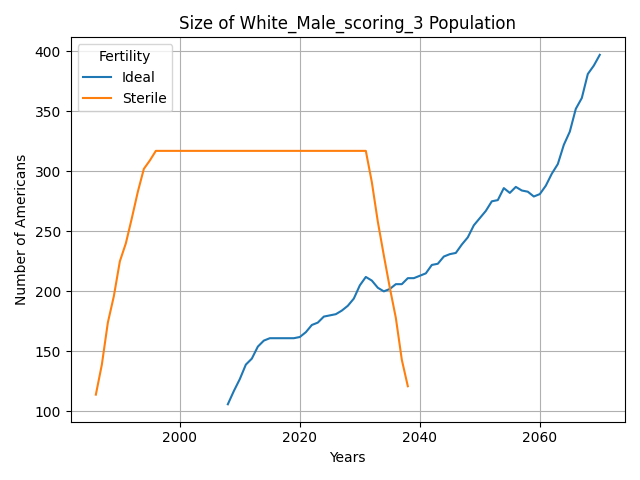 Size of White_Male_scoring_3 Population
Number of Americans
400
350
300
250
200
150
100
Fertility
Ideal
Sterile
2000 2020 2040 2060
Years